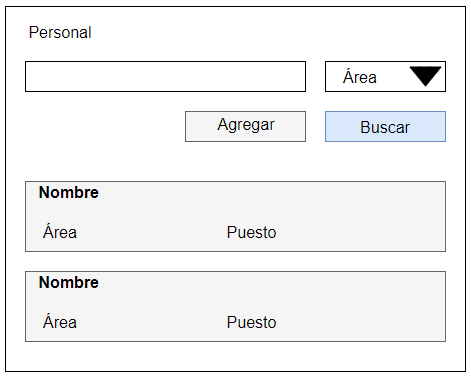 Personal
Área
Agregar Buscar
Nombre
Área Puesto
Nombre
Área Puesto